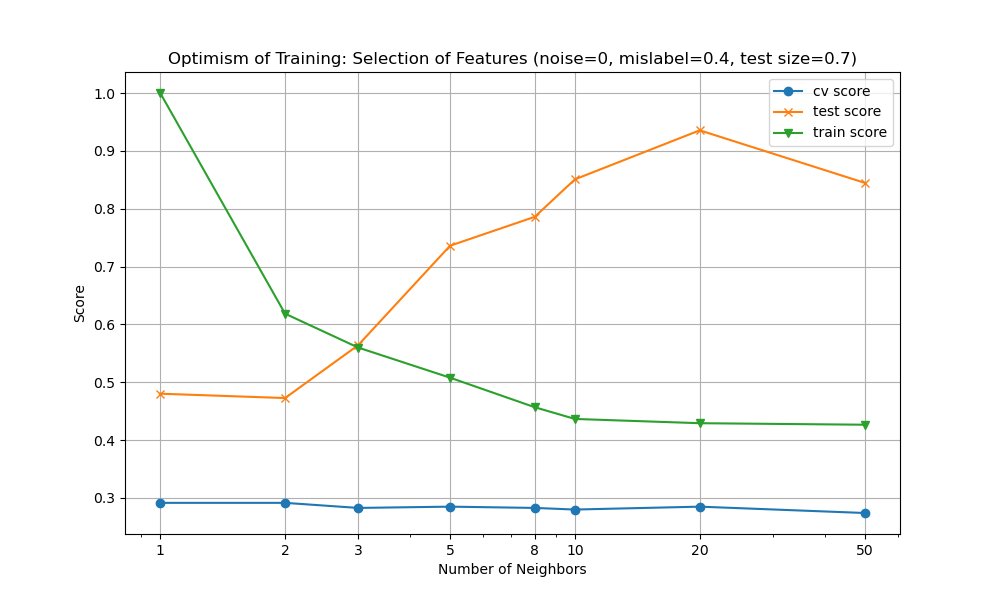 Optimism of Training: Selection of Features (noise=0, mislabel=0.4, test size=0.7)
cv score
test score
train score
1.0
0.9
0.8
0.7
0.6
0.5
0.4
0.3
Score
1 2 3 5 8 10 20 50
Number of Neighbors